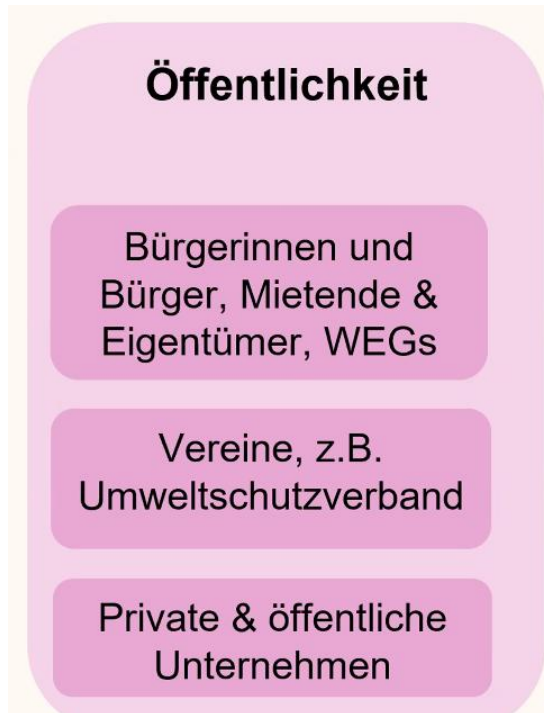 Öffentlichkeit
Bürgerinnen und
Bürger, Mietende &
Eigentümer, WEGs
Vereine, z.B.
Umweltschutzverband
Private & öffentliche
Unternehmen